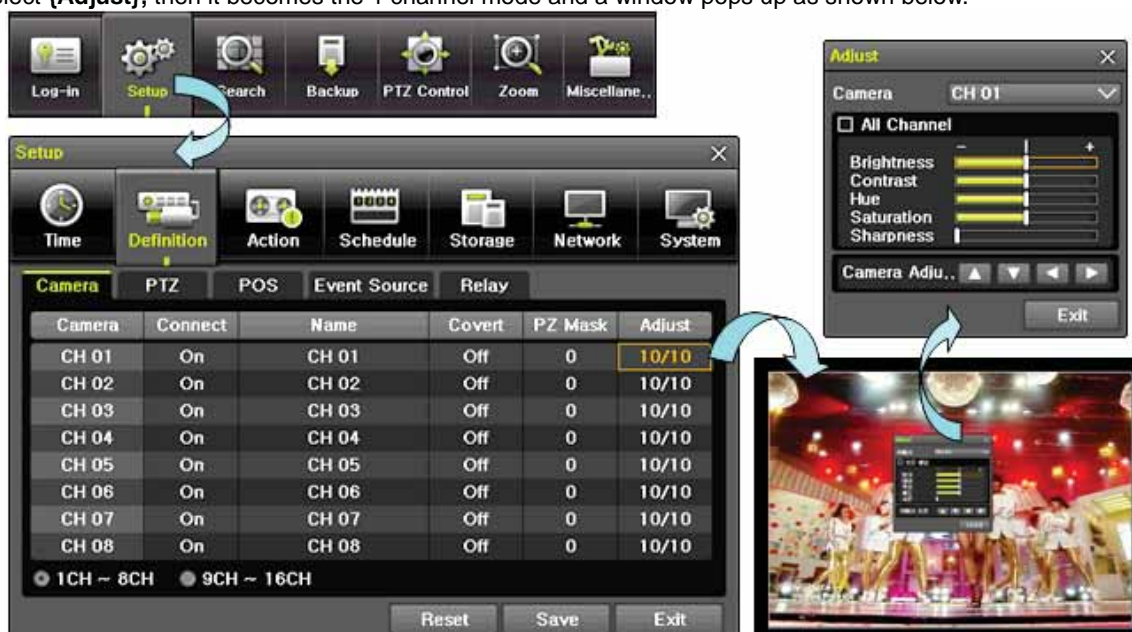 {Adjust}, then it becomes the 1 channel mode and a window pops up as shown below.
Log-in Setup Search Backup PTZ Control Zoom Miscellane..
Setup
Time Definition Action Schedule Storage Network System
Camera PTZ POS Event Source Relay
Camera Connect Name Covert PZ Mask Adjust
CH 01 On CH 01 Off 0 10/10
CH 02 On CH 02 Off 0 10/10
CH 03 On CH 03 Off 0 10/10
CH 04 On CH 04 Off 0 10/10
CH 05 On CH 05 Off 0 10/10
CH 06 On CH 06 Off 0 10/10
CH 07 On CH 07 Off 0 10/10
CH 08 On CH 08 Off 0 10/10
1CH ~ 8CH 9CH ~ 16CH
Reset Save Exit
Adjust
Camera CH 01
All Channel
- +
Brightness
Contrast
Hue
Saturation
Sharpness
Camera Adju..
Exit